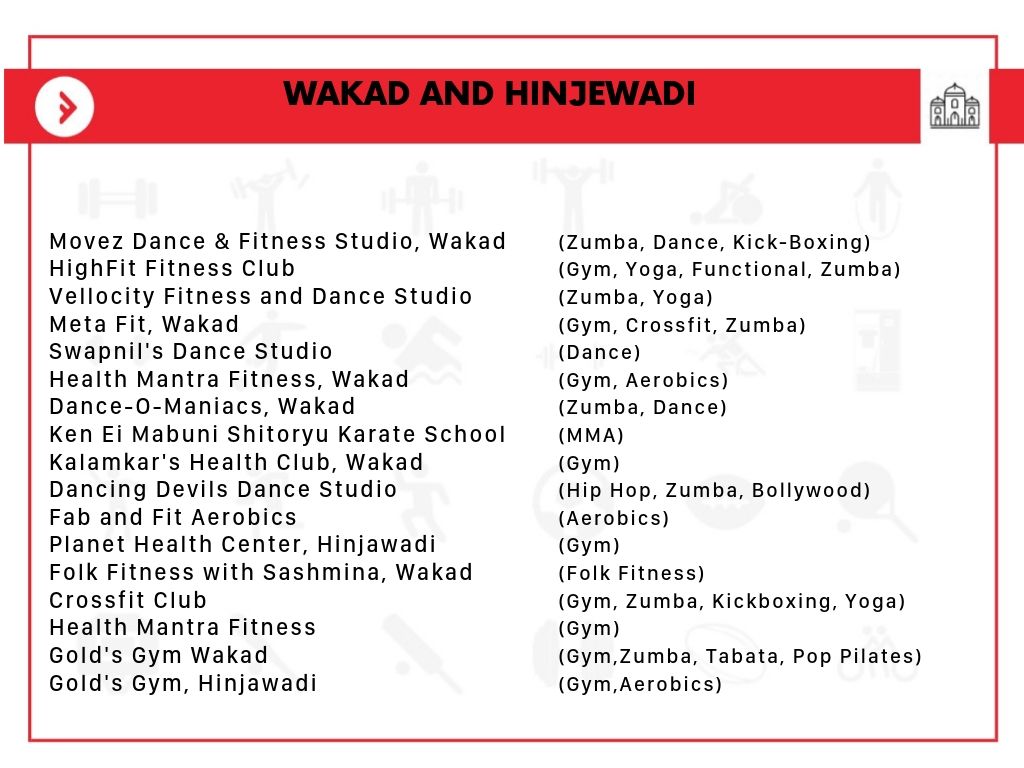 WAKAD AND HINJEWADI
Movez Dance & Fitness Studio, Wakad (Zumba, Dance, Kick-Boxing)
HighFit Fitness Club (Gym, Yoga, Functional, Zumba)
Vellocity Fitness and Dance Studio (Zumba, Yoga)
Meta Fit, Wakad (Gym, Crossfit, Zumba)
Swapnil's Dance Studio (Dance)
Health Mantra Fitness, Wakad (Gym, Aerobics)
Dance-O-Maniacs, Wakad (Zumba, Dance)
Ken Ei Mabuni Shitoryu Karate School (MMA)
Kalamkar's Health Club, Wakad (Gym)
Dancing Devils Dance Studio (Hip Hop, Zumba, Bollywood)
Fab and Fit Aerobics (Aerobics)
Planet Health Center, Hinjawadi (Gym)
Folk Fitness with Sashmina, Wakad (Folk Fitness)
Crossfit Club (Gym, Zumba, Kickboxing, Yoga)
Health Mantra Fitness (Gym)
Gold's Gym Wakad (Gym,Zumba, Tabata, Pop Pilates)
Gold's Gym, Hinjawadi (Gym,Aerobics)